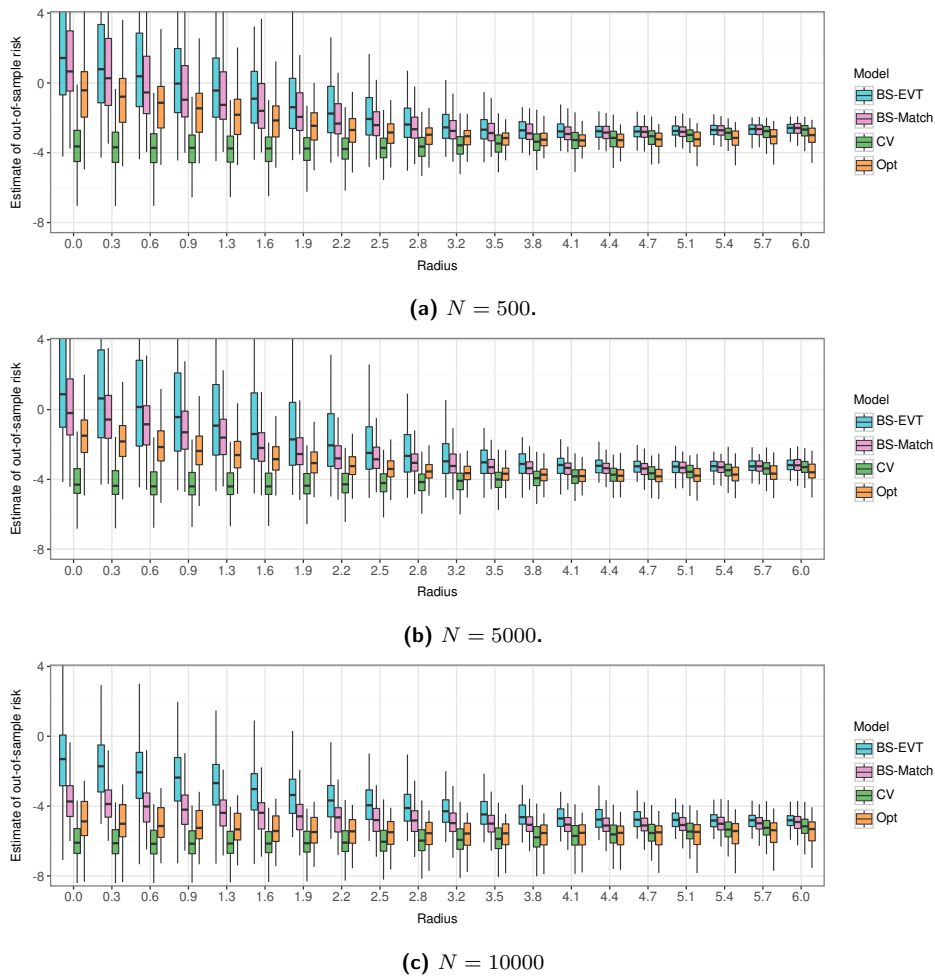 4
0
-4
-8
Estimate of out-of-sample risk
0.0 0.3 0.6 0.9 1.3 1.6 1.9 2.2 2.5 2.8 3.2 3.5 3.8 4.1 4.4 4.7 5.1 5.4 5.7 6.0
Radius
Model
BS-EVT
BS-Match
CV
Opt
(a) N = 500.
4
0
-4
-8
Estimate of out-of-sample risk
0.0 0.3 0.6 0.9 1.3 1.6 1.9 2.2 2.5 2.8 3.2 3.5 3.8 4.1 4.4 4.7 5.1 5.4 5.7 6.0
Radius
Model
BS-EVT
BS-Match
CV
Opt
(b) N = 5000.
4
0
-4
-8
Estimate of out-of-sample risk
0.0 0.3 0.6 0.9 1.3 1.6 1.9 2.2 2.5 2.8 3.2 3.5 3.8 4.1 4.4 4.7 5.1 5.4 5.7 6.0
Radius
Model
BS-EVT
BS-Match
CV
Opt
(c) N = 10000